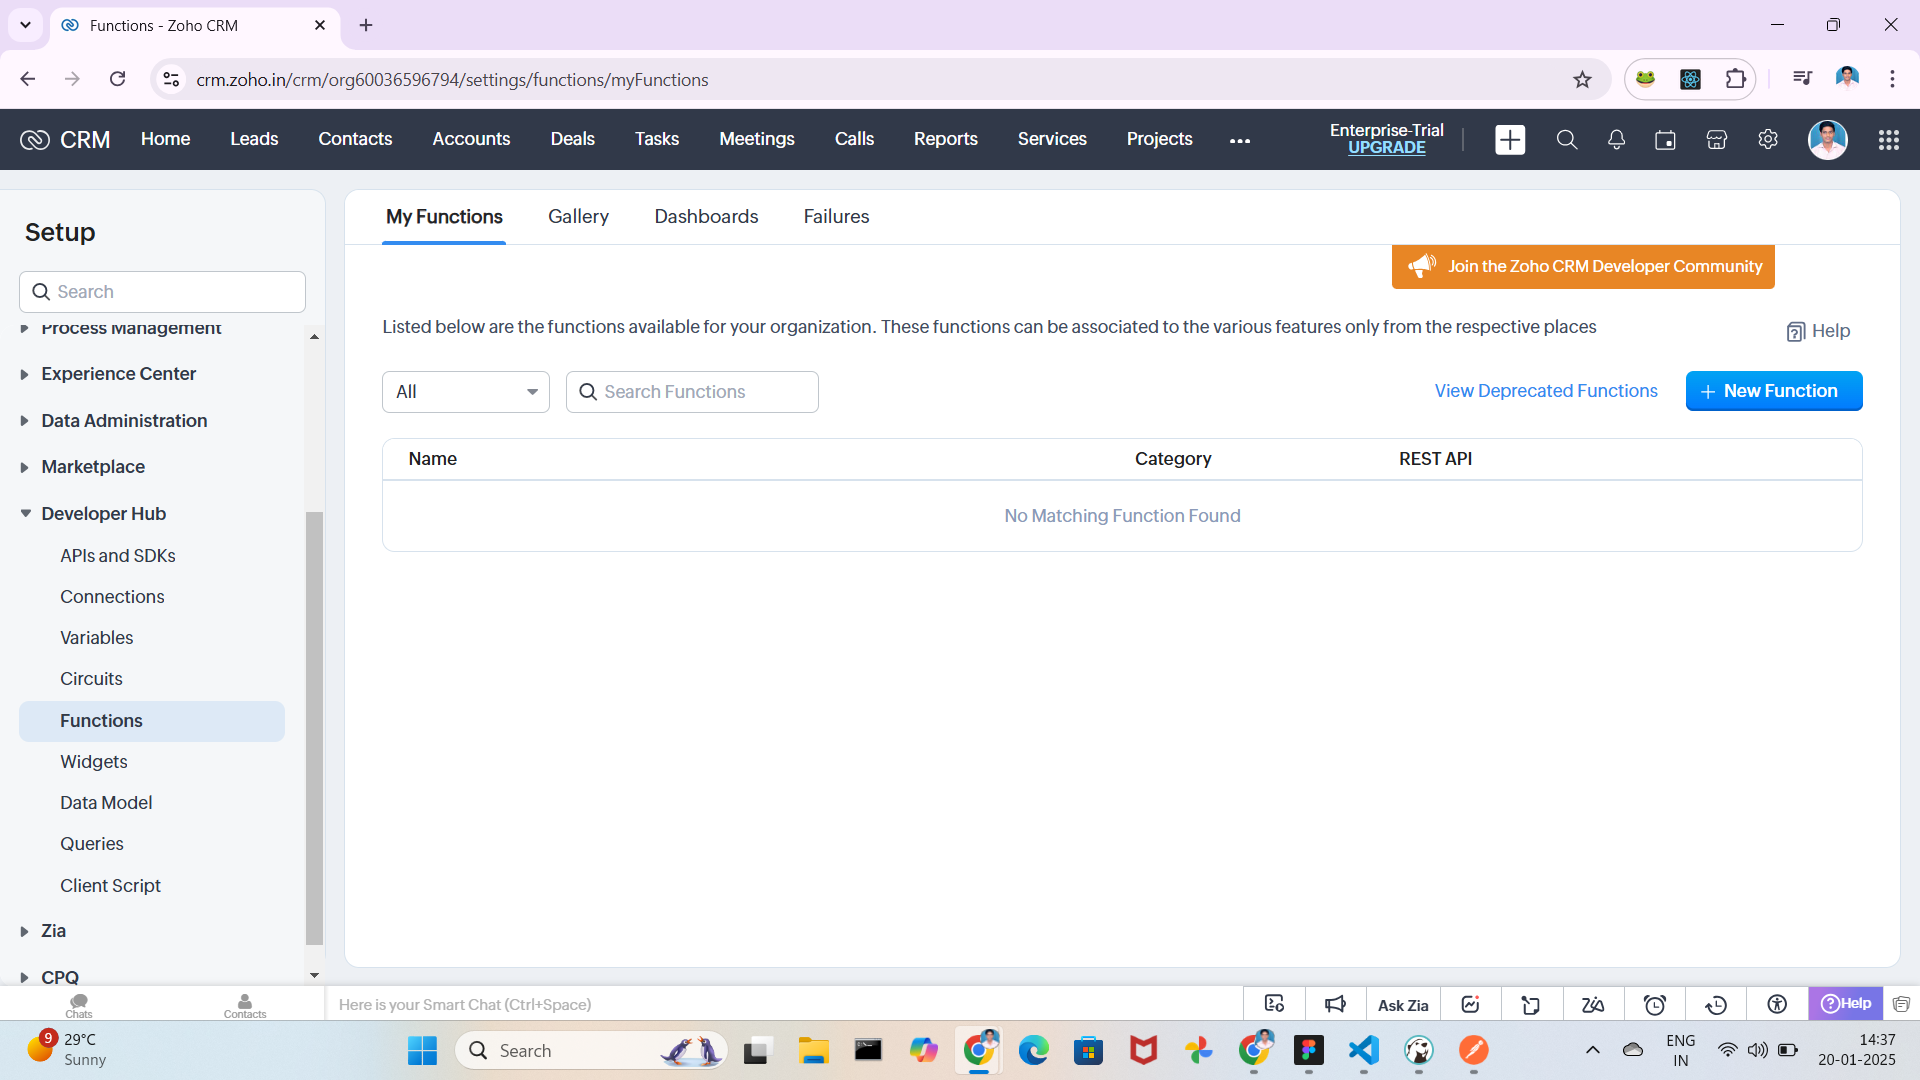 Functions - Zoho CRM
crm.zoho.in/crm/org60036596794/settings/functions/myFunctions
CRM
Home
Leads
Contacts
Accounts
Deals
Tasks
Meetings
Calls
Reports
Services
Projects
Enterprise-Trial
UPGRADE
Setup
Search
Process Management
Experience Center
Data Administration
Marketplace
Developer Hub
APIs and SDKs
Connections
Variables
Circuits
Functions
Widgets
Data Model
Queries
Client Script
Zia
CPQ
My Functions
Gallery
Dashboards
Failures
Join the Zoho CRM Developer Community
Listed below are the functions available for your organization. These functions can be associated to the various features only from the respective places
Help
All
Search Functions
View Deprecated Functions
New Function
Name
Category
REST API
No Matching Function Found
Chats
Contacts
Here is your Smart Chat (Ctrl+Space)
Ask Zia
Help
9
29°C
Sunny
Search
ENG
IN
14:37
20-01-2025